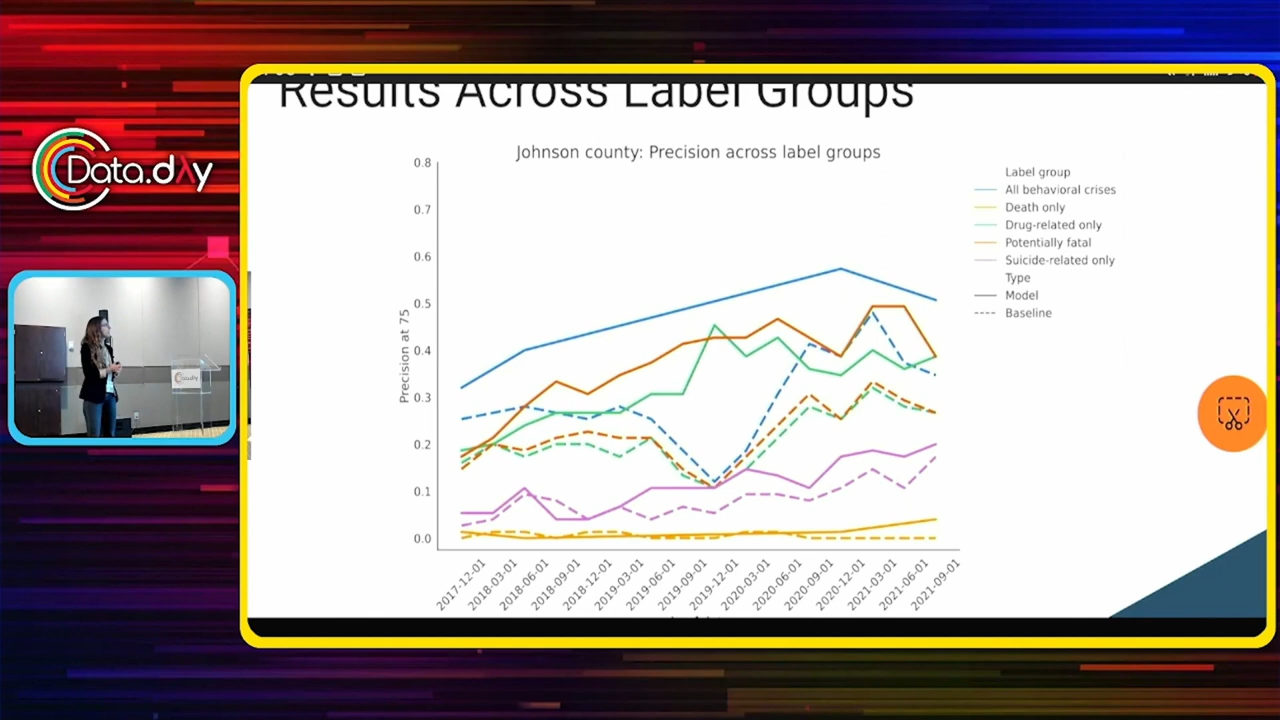 Results Across Label Groups
Data.dAy
Johnson county: Precision across label groups
Precision at 75
0.8
0.7
0.6
0.5
0.4
0.3
0.2
0.1
0.0
2017-12-01
2018-03-01
2018-06-01
2018-09-01
2018-12-01
2019-03-01
2019-06-01
2019-09-01
2019-12-01
2020-03-01
2020-06-01
2020-09-01
2020-12-01
2021-03-01
2021-06-01
2021-09-01
Label group
All behavioral crises
Death only
Drug-related only
Potentially fatal
Suicide-related only
Type
Model
Baseline